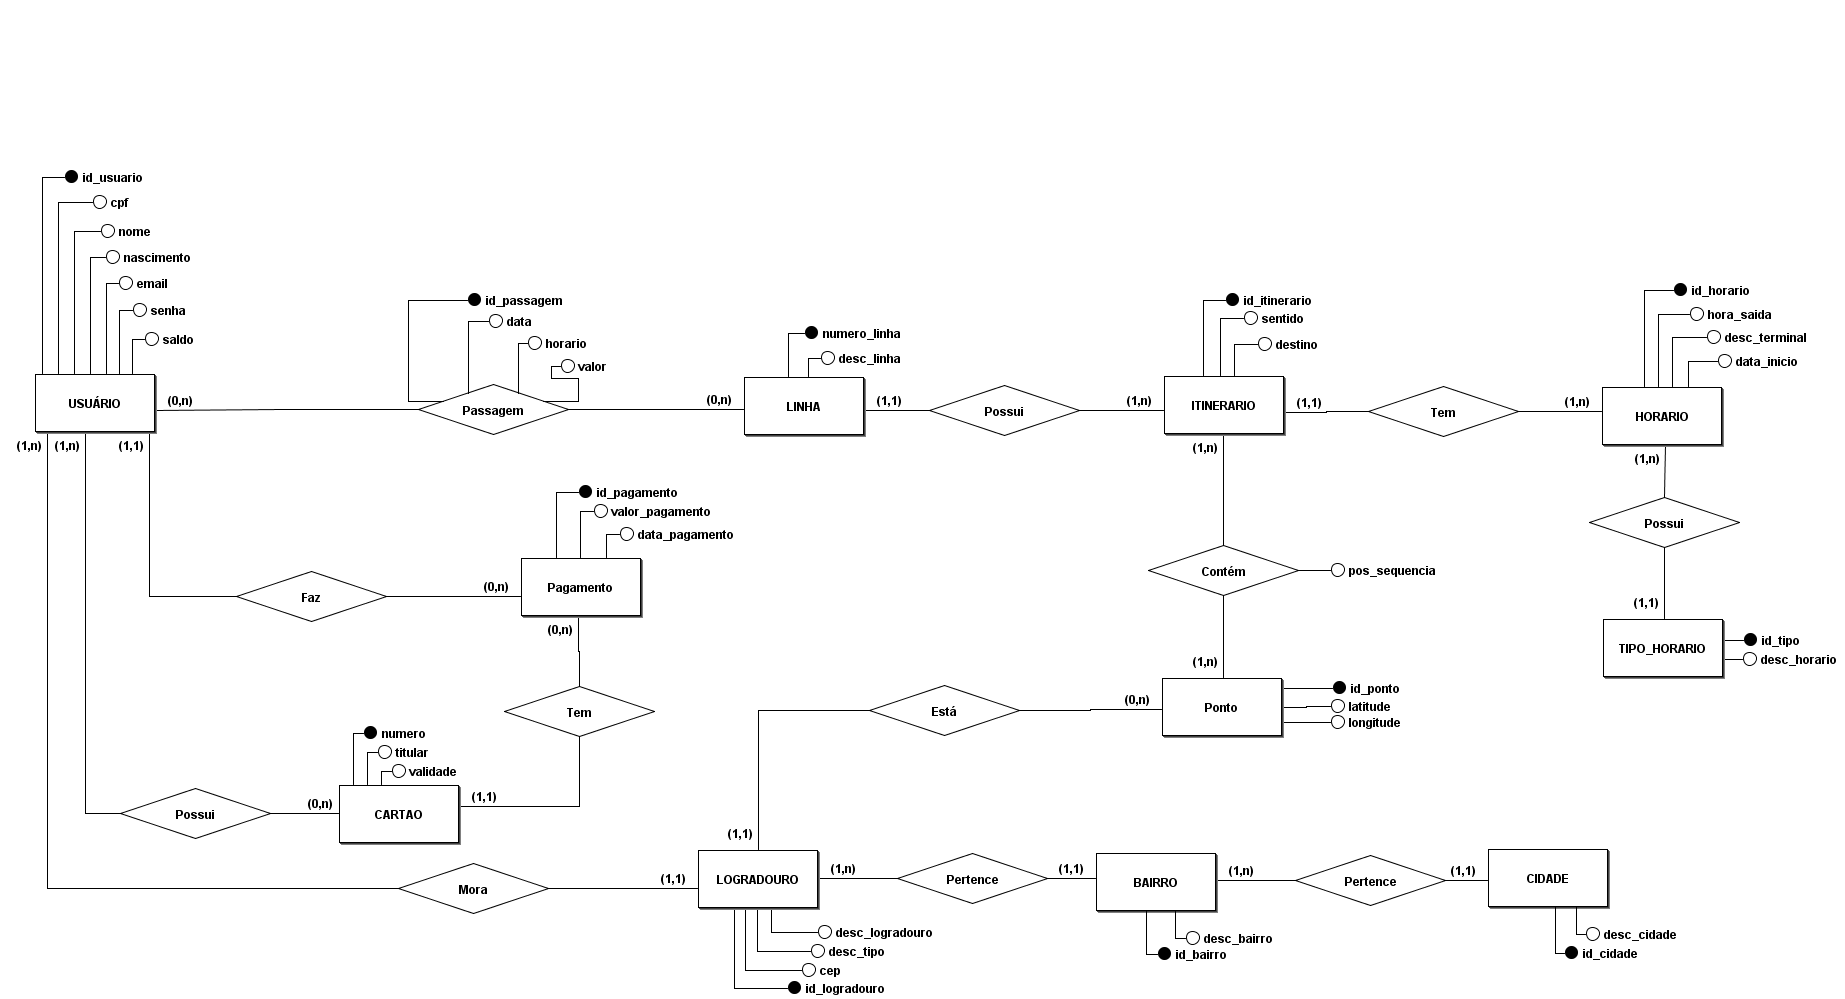 id_usuario
cpf
nome
nascimento
email
senha
saldo
USUÁRIO
(0,n)
(1,n)
(1,n)
(1,1)
id_passagem
data
horario
valor
Passagem
(0,n)
numero_linha
desc_linha
LINHA
(1,1)
Possui
(1,n)
id_itinerario
sentido
destino
ITINERARIO
(1,1)
(1,n)
Tem
(1,n)
id_horario
hora_saida
desc_terminal
data_inicio
HORARIO
(1,n)
Possui
(1,1)
TIPO_HORARIO
id_tipo
desc_horario
id_pagamento
valor_pagamento
data_pagamento
Pagamento
Faz
(0,n)
(0,n)
Tem
Contém
pos_sequencia
(1,n)
Ponto
id_ponto
latitude
longitude
Está
(0,n)
numero
titular
validade
CARTAO
(1,1)
Possui
(0,n)
Mora
(1,1)
(1,1)
LOGRADOURO
(1,n)
Pertence
(1,1)
BAIRRO
(1,n)
Pertence
(1,1)
CIDADE
desc_logradouro
desc_tipo
cep
id_logradouro
desc_bairro
id_bairro
desc_cidade
id_cidade